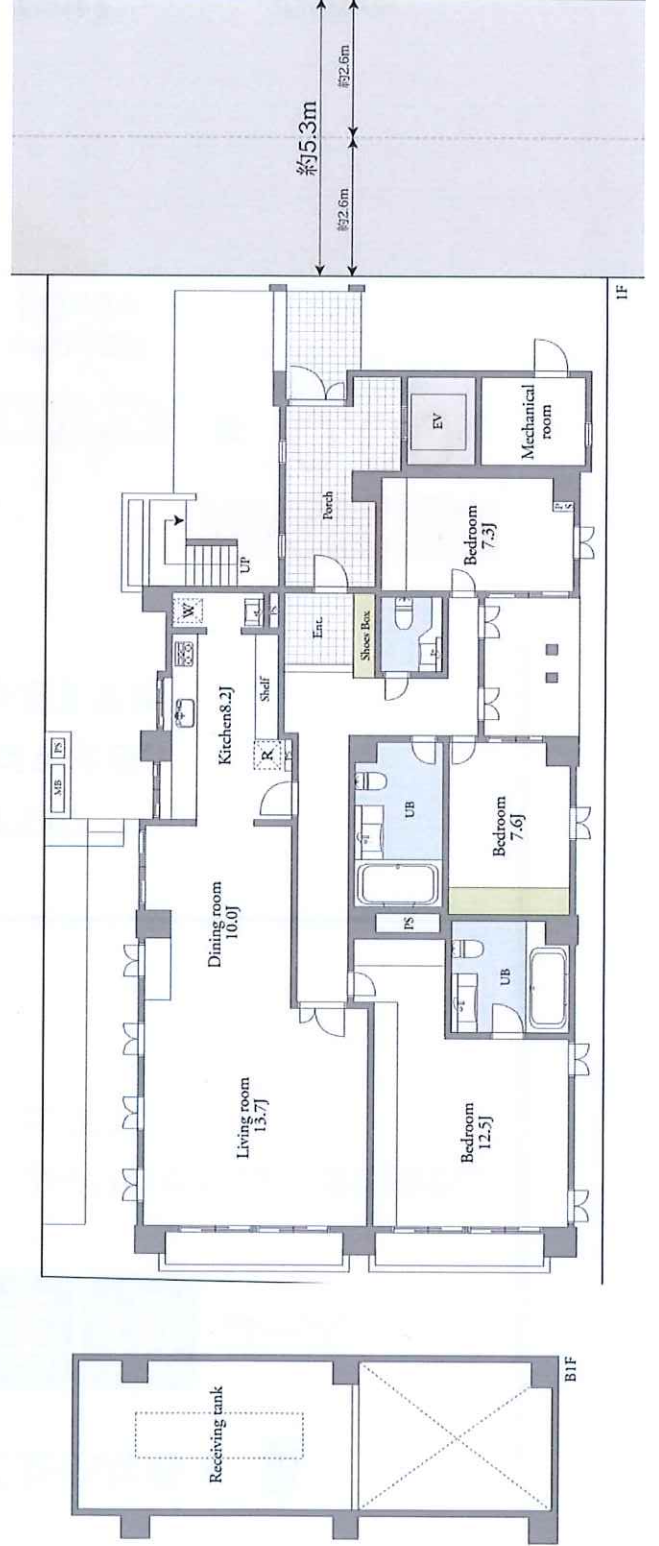 約5.3m
約2.6m
約2.6m
1F
MB
PS
UP
W
PS
Kitchen8.2J
Shelf
R
PS
Ent.
Shoes Box
Porch
EV
Mechanical
room
Bedroom
7.3J
PS
Dining room
10.0J
UB
Bedroom
7.6J
PS
UB
Living room
13.7J
Bedroom
12.5J
Receiving tank
B1F